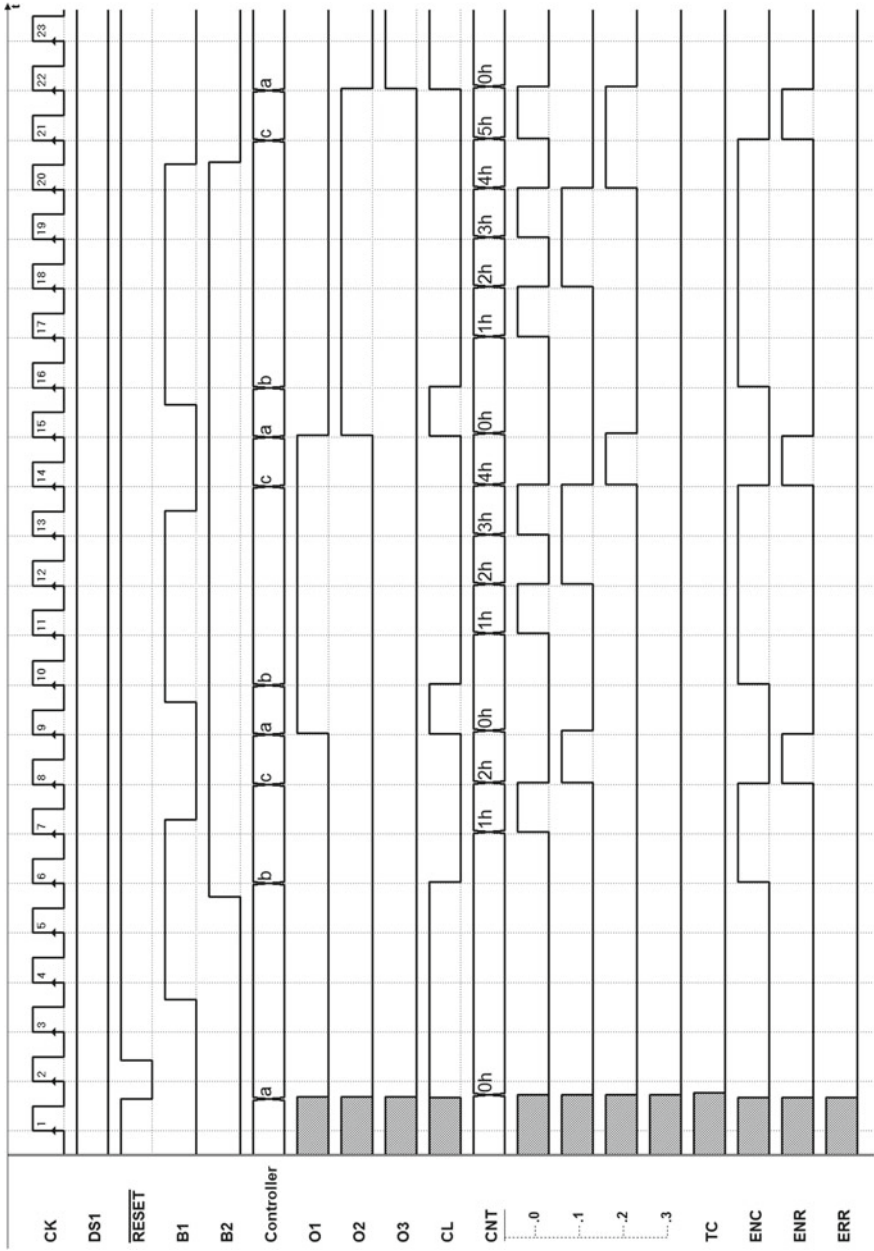 t
CK 1 2 3 4 5 6 7 8 9 10 11 12 13 14 15 16 17 18 19 20 21 22 23
DS1
RESET
B1
B2
Controller a b c a b c a b c a
O1
O2
O3
CL
CNT 0h 1h 2h 0h 1h 2h 3h 4h 0h 1h 2h 3h 4h 5h 0h
.0
.1
.2
.3
TC
ENC
ENR
ERR